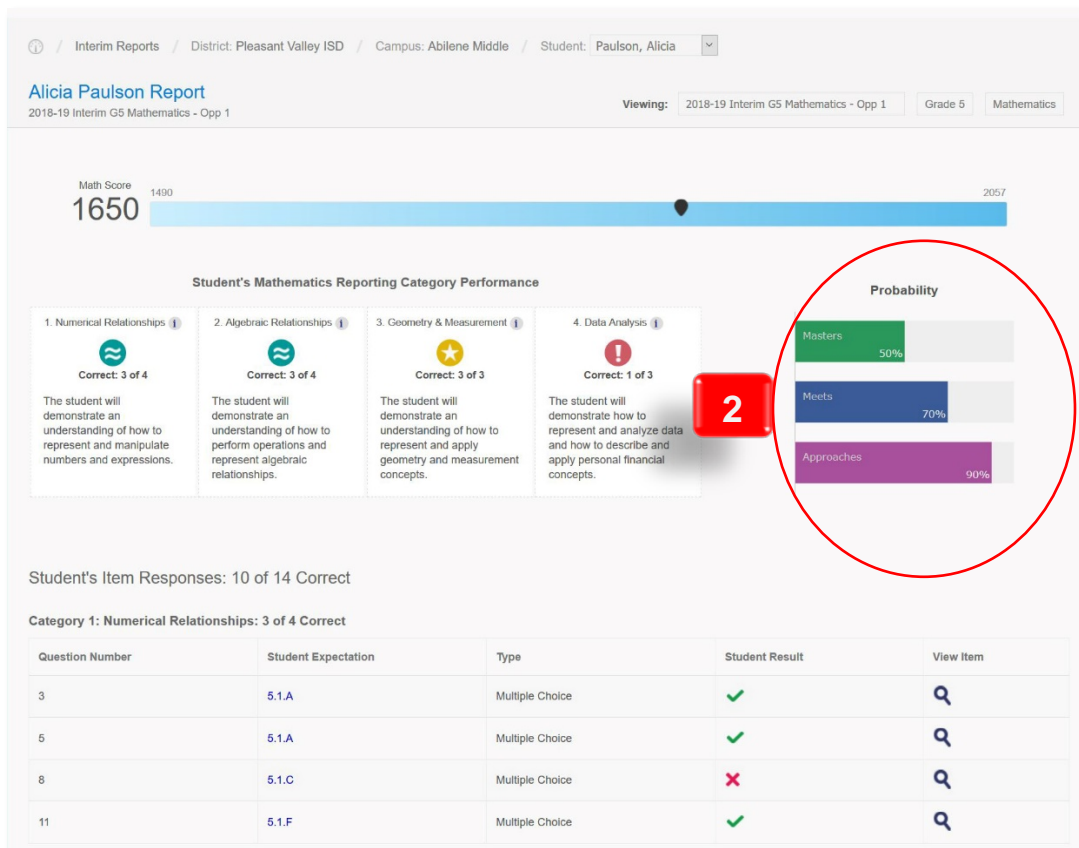 / Interim Reports / District: Pleasant Valley ISD / Campus: Abilene Middle / Student: Paulson, Alicia
Alicia Paulson Report
2018-19 Interim G5 Mathematics - Opp 1
Viewing: 2018-19 Interim G5 Mathematics - Opp 1 Grade 5 Mathematics
Math Score
1650
1490
2057
Student's Mathematics Reporting Category Performance
1. Numerical Relationships i
Correct: 3 of 4
The student will
demonstrate an
understanding of how to
represent and manipulate
numbers and expressions.
2. Algebraic Relationships i
Correct: 3 of 4
The student will
demonstrate an
understanding of how to
perform operations and
represent algebraic
relationships.
3. Geometry & Measurement i
Correct: 3 of 3
The student will
demonstrate an
understanding of how to
represent and apply
geometry and measurement
concepts.
4. Data Analysis i
!
Correct: 1 of 3
The student will
demonstrate how to
represent and analyze data
and how to describe and
apply personal financial
concepts.
2
Probability
Masters
50%
Meets
70%
Approaches
90%
Student's Item Responses: 10 of 14 Correct
Category 1: Numerical Relationships: 3 of 4 Correct
Question Number Student Expectation Type Student Result View Item
3 5.1.A Multiple Choice
5 5.1.A Multiple Choice
8 5.1.C Multiple Choice
11 5.1.F Multiple Choice